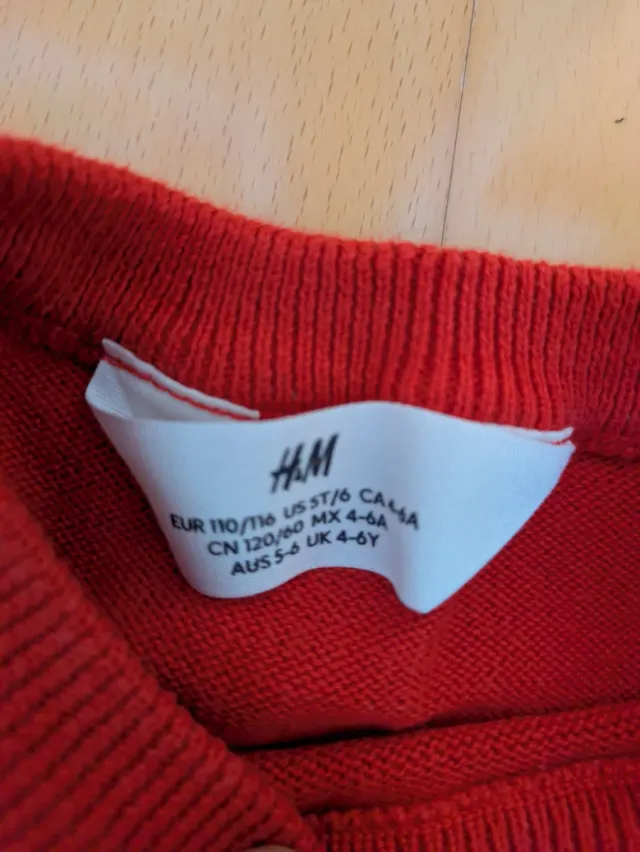 H&M
EUR 110/116 US 5T/6 CA 4-6A
CN 120/60 MX 4-6A
AUS 5-6 UK 4-6Y